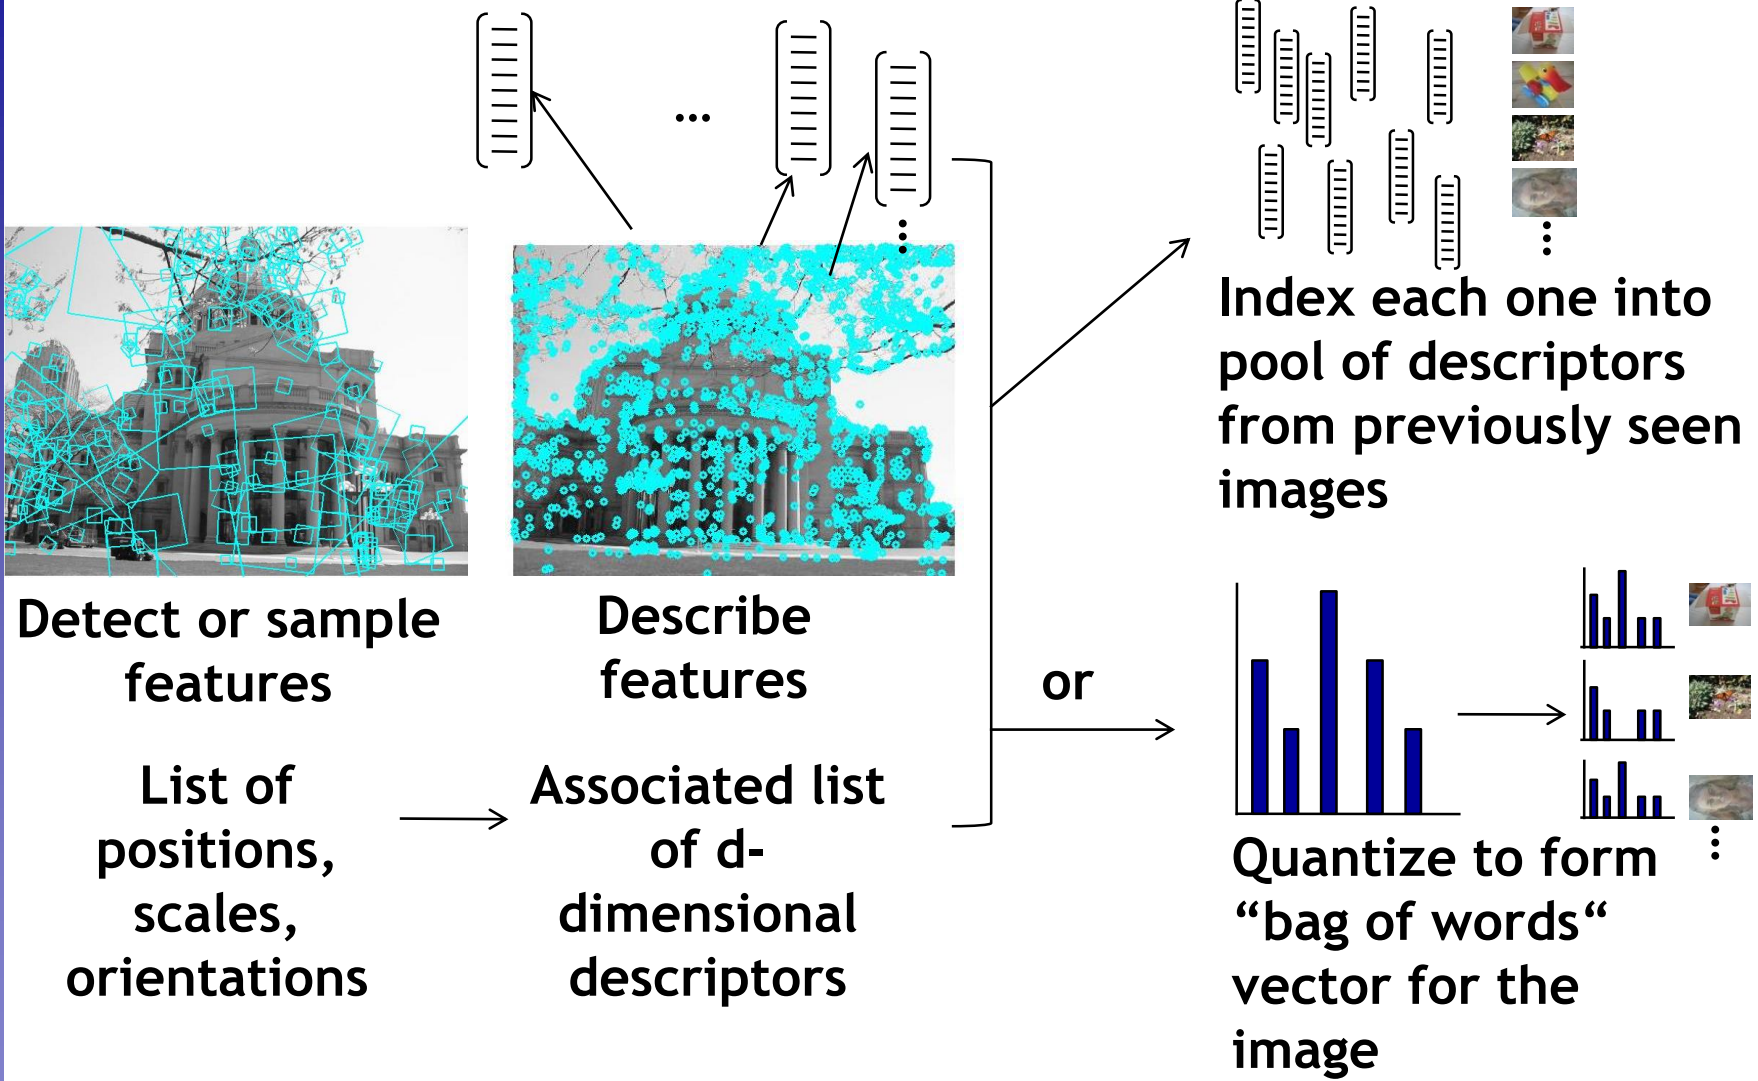 Detect or sample
features
List of
positions,
scales,
orientations
...
Describe
features
Associated list
of d-
dimensional
descriptors
or
Index each one into
pool of descriptors
from previously seen
images
Quantize to form
“bag of words“
vector for the
image